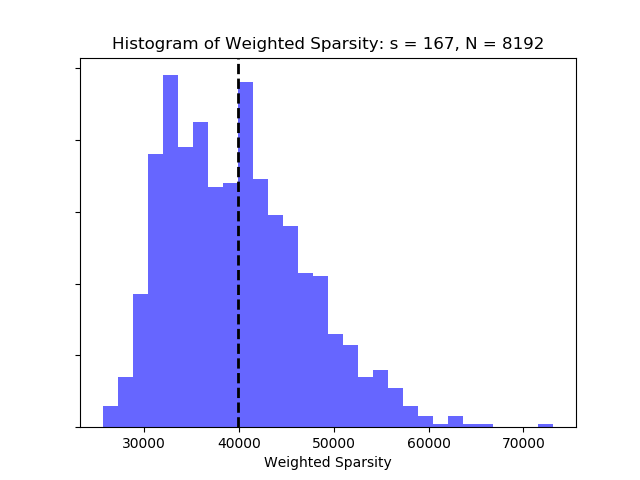 Histogram of Weighted Sparsity: s = 167, N = 8192
30000 40000 50000 60000 70000
Weighted Sparsity